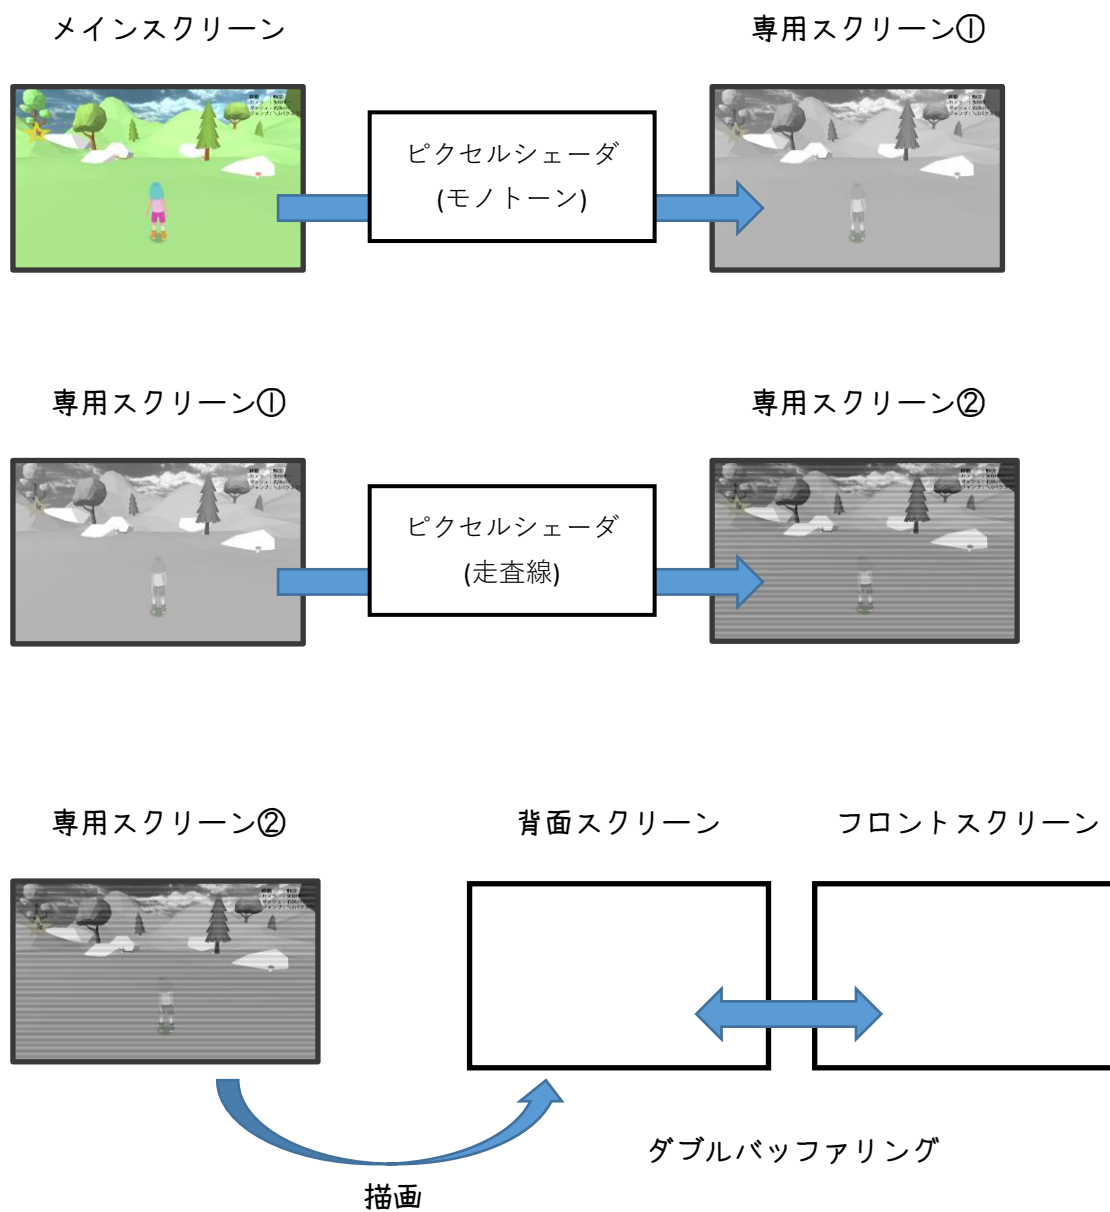 メインスクリーン
専用スクリーン①
ピクセルシェーダ
(モノトーン)
専用スクリーン①
専用スクリーン②
ピクセルシェーダ
(走査線)
専用スクリーン②
背面スクリーン
フロントスクリーン
ダブルバッファリング
描画